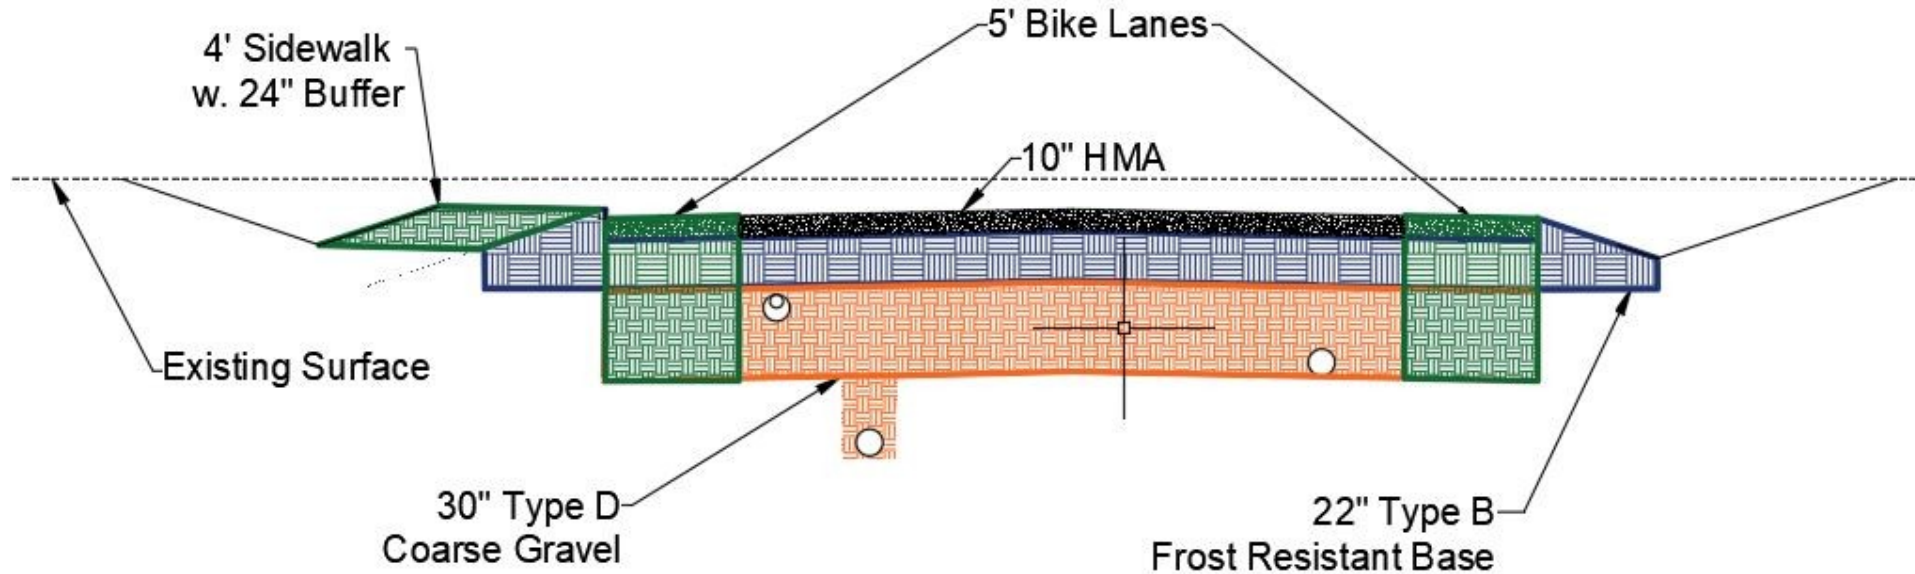 5' Bike Lanes
4' Sidewalk
w. 24" Buffer
10" HMA
Existing Surface
30" Type D
Coarse Gravel
22" Type B
Frost Resistant Base